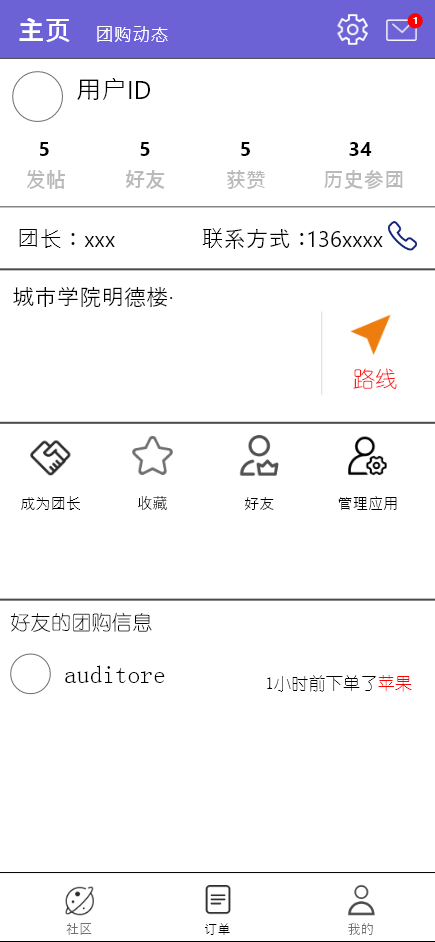 主页 团购动态 1
用户ID
5 5 5 34
发帖 好友 获赞 历史参团
团长：xxx 联系方式：136xxxx
城市学院明德楼·
路线
成为团长 收藏 好友 管理应用
好友的团购信息
auditore 1小时前下单了苹果
社区 订单 我的